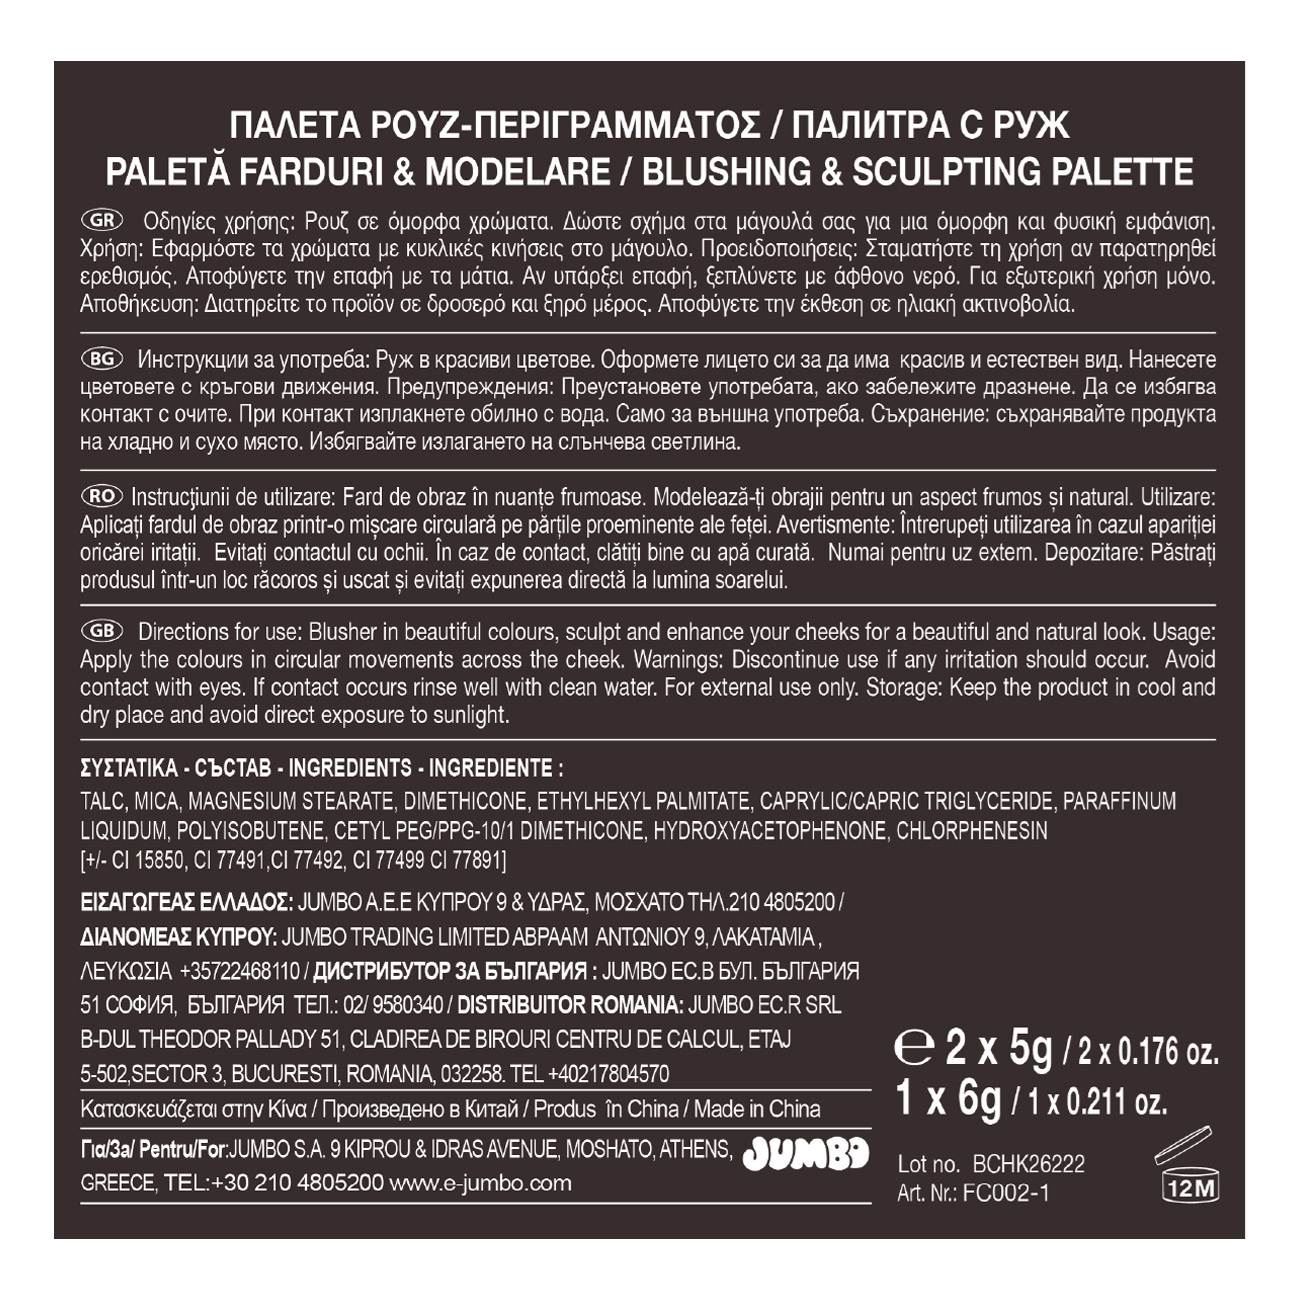 ΠΑΛΕΤΑ ΡΟΥΖ-ΠΕΡΙΓΡΑΜΜΑΤΟΣ / ПАЛИТРА С РУЖ
PALETĂ FARDURI & MODELARE / BLUSHING & SCULPTING PALETTE
GR Οδηγίες χρήσης: Ρουζ σε όμορφα χρώματα. Δώστε σχήμα στα μάγουλά σας για μια όμορφη και φυσική εμφάνιση.
Χρήση: Εφαρμόστε τα χρώματα με κυκλικές κινήσεις στο μάγουλο. Προειδοποιήσεις: Σταματήστε τη χρήση αν παρατηρηθεί
ερεθισμός. Αποφύγετε την επαφή με τα μάτια. Αν υπάρξει επαφή, ξεπλύνετε με άφθονο νερό. Για εξωτερική χρήση μόνο.
Αποθήκευση: Διατηρείτε το προϊόν σε δροσερό και ξηρό μέρος. Αποφύγετε την έκθεση σε ηλιακή ακτινοβολία.
BG Инструкции за употреба: Руж в красиви цветове. Оформете лицето си за да има красив и естествен вид. Нанесете
цветовете с кръгови движения. Предупреждения: Преустановете употребата, ако забележите дразнене. Да се избягва
контакт с очите. При контакт изплакнете обилно с вода. Само за външна употреба. Съхранение: съхранявайте продукта
на хладно и сухо място. Избягвайте излагането на слънчева светлина.
RO Instrucţiunii de utilizare: Fard de obraz în nuanțe frumoase. Modelează-ți obrajii pentru un aspect frumos și natural. Utilizare:
Aplicați fardul de obraz printr-o mișcare circulară pe părțile proeminente ale feței. Avertismente: Întrerupeți utilizarea în cazul apariției
oricărei iritații. Evitați contactul cu ochii. În caz de contact, clătiți bine cu apă curată. Numai pentru uz extern. Depozitare: Păstrați
produsul într-un loc răcoros și uscat și evitați expunerea directă la lumina soarelui.
GB Directions for use: Blusher in beautiful colours, sculpt and enhance your cheeks for a beautiful and natural look. Usage:
Apply the colours in circular movements across the cheek. Warnings: Discontinue use if any irritation should occur. Avoid
contact with eyes. If contact occurs rinse well with clean water. For external use only. Storage: Keep the product in cool and
dry place and avoid direct exposure to sunlight.
ΣΥΣΤΑΤΙΚΑ - СЪСТАВ - INGREDIENTS - INGREDIENTE :
TALC, MICA, MAGNESIUM STEARATE, DIMETHICONE, ETHYLHEXYL PALMITATE, CAPRYLIC/CAPRIC TRIGLYCERIDE, PARAFFINUM
LIQUIDUM, POLYISOBUTENE, CETYL PEG/PPG-10/1 DIMETHICONE, HYDROXYACETOPHENONE, CHLORPHENESIN
[+/- CI 15850, CI 77491,CI 77492, CI 77499 CI 77891]
ΕΙΣΑΓΩΓΕΑΣ ΕΛΛΑΔΟΣ: JUMBO Α.Ε.Ε ΚΥΠΡΟΥ 9 & ΥΔΡΑΣ, ΜΟΣΧΑΤΟ ΤΗΛ.210 4805200 /
ΔΙΑΝΟΜΕΑΣ ΚΥΠΡΟΥ: JUMBO TRADING LIMITED ΑΒΡΑΑΜ ΑΝΤΩΝΙΟΥ 9, ΛΑΚΑΤΑΜΙΑ ,
ΛΕΥΚΩΣΙΑ +35722468110 / ДИСТРИБУТОР ЗА БЪЛГАРИЯ : JUMBO EC.B БУЛ. БЪЛГАРИЯ
51 СОФИЯ, БЪЛГАРИЯ ТЕЛ.: 02/ 9580340 / DISTRIBUITOR ROMANIA: JUMBO EC.R SRL
B-DUL THEODOR PALLADY 51, CLADIREA DE BIROURI CENTRU DE CALCUL, ETAJ
5-502,SECTOR 3, BUCURESTI, ROMANIA, 032258. TEL +40217804570
Κατασκευάζεται στην Κίνα / Произведено в Китай / Produs în China / Made in China
Για/За/ Pentru/For:JUMBO S.A. 9 KIPROU & IDRAS AVENUE, MOSHATO, ATHENS,
GREECE, TEL:+30 210 4805200 www.e-jumbo.com
JUMBO
℮ 2 x 5g / 2 x 0.176 oz.
1 x 6g / 1 x 0.211 oz.
Lot no. BCHK26222
Art. Nr.: FC002-1
12M